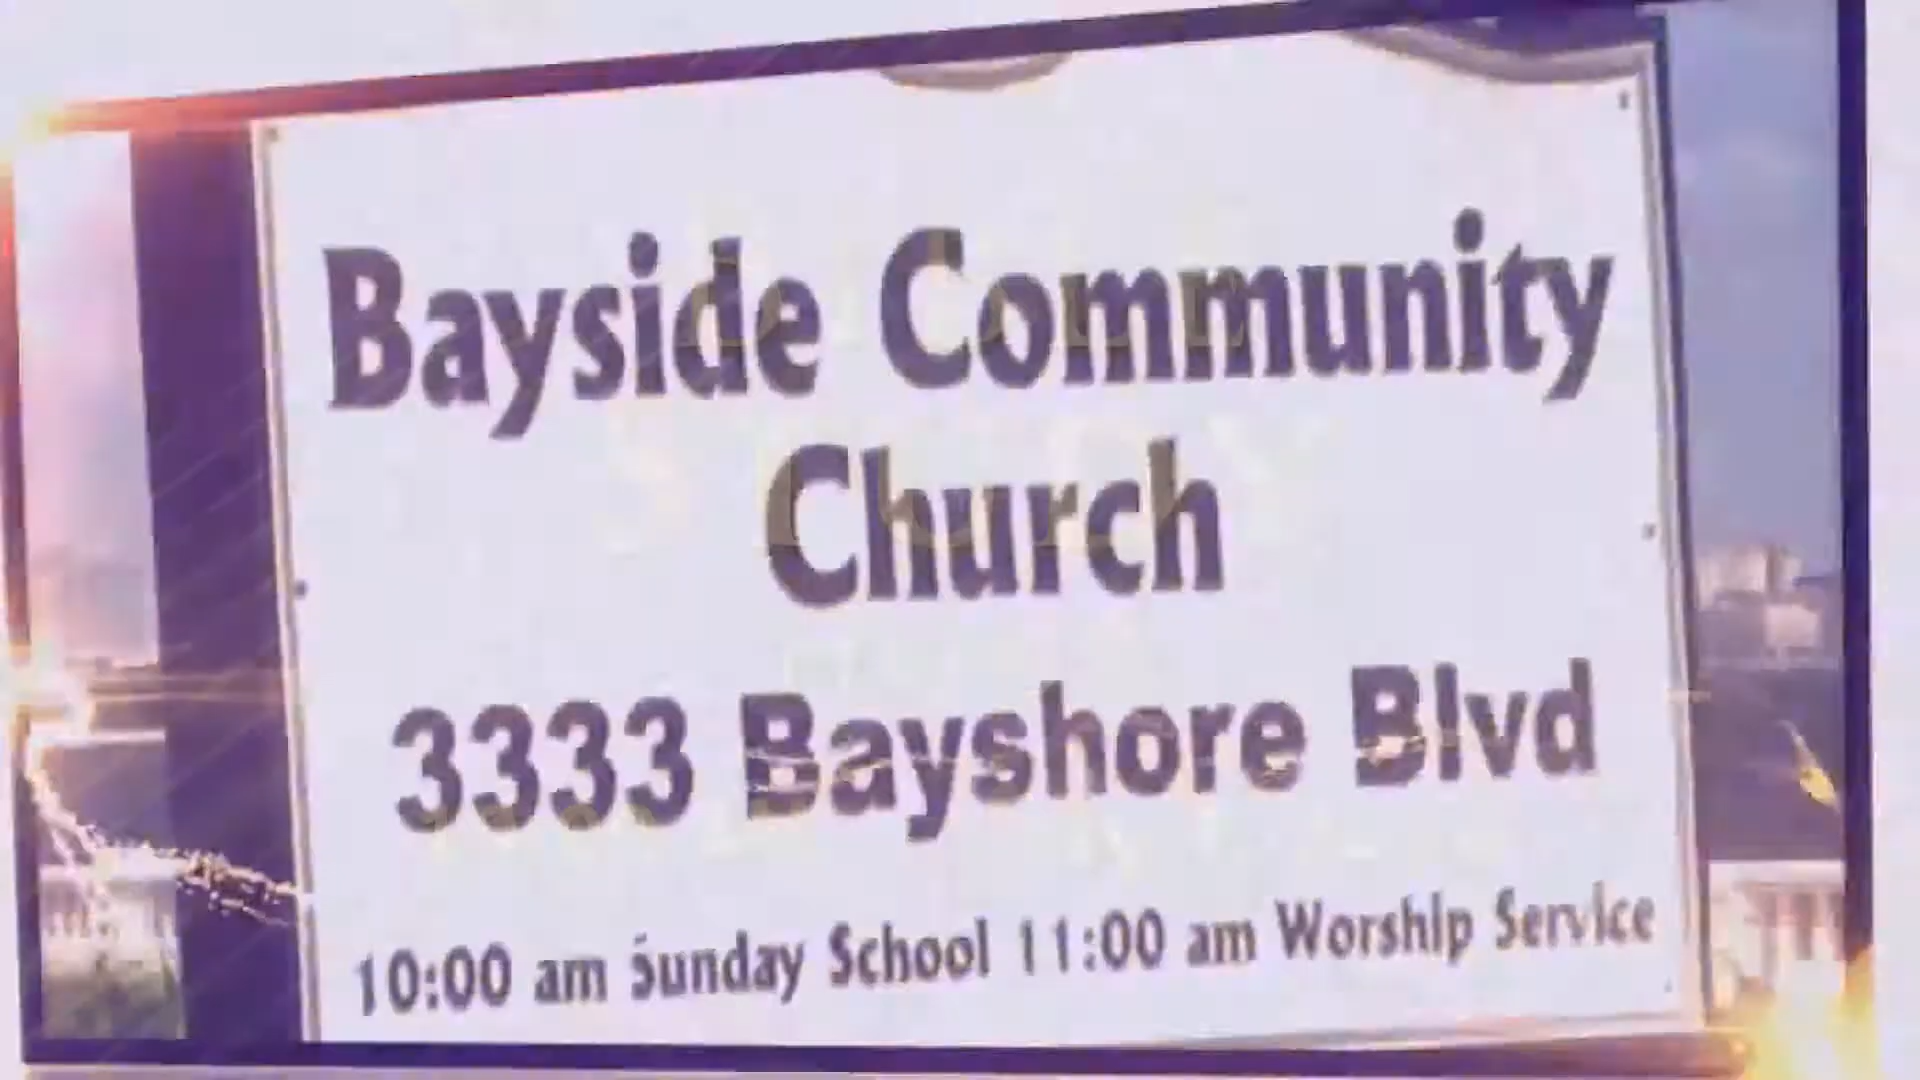 Bayside Community
Church
3333 Bayshore Blvd
10:00 am Sunday School 11:00 am Worship Service